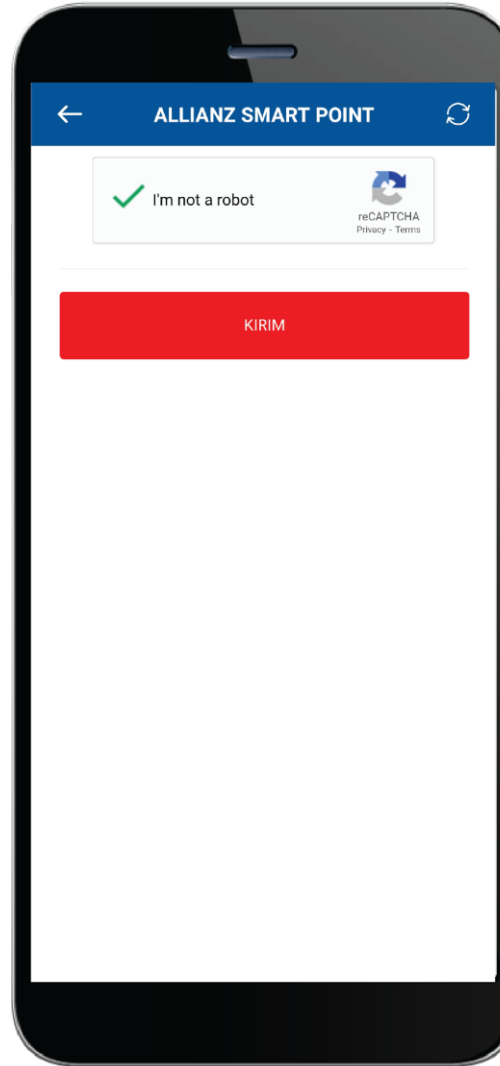 ALLIANZ SMART POINT
I'm not a robot
reCAPTCHA
Privacy - Terms
KIRIM